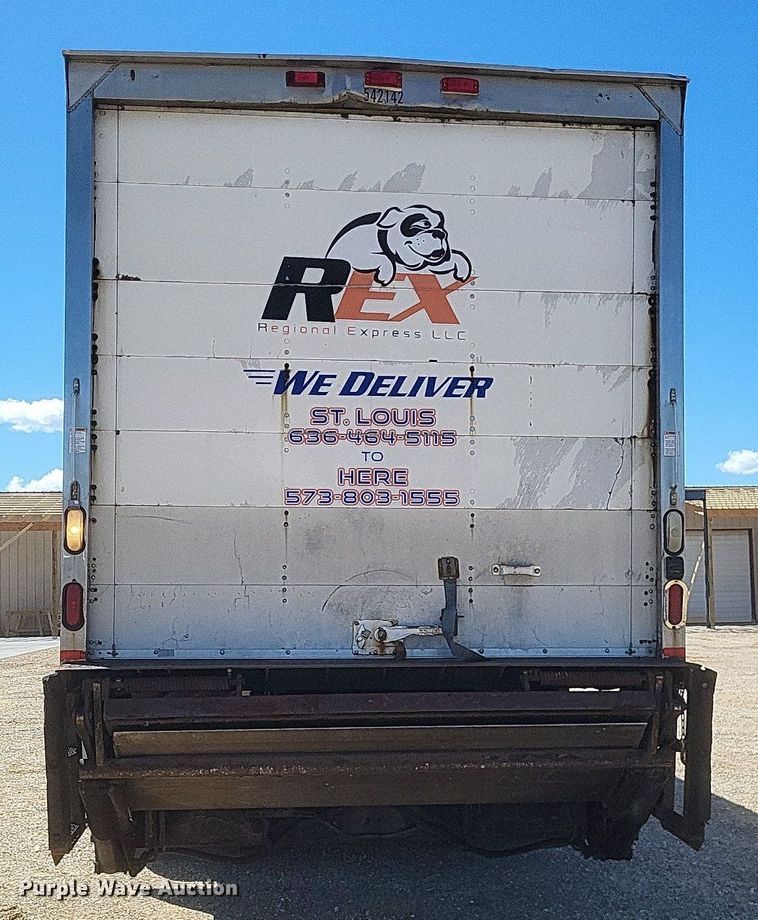 542142
REX
Regional Express LLC
WE DELIVER
ST. LOUIS
636-464-5115
TO
HERE
573-803-1555
Purple Wave Auction